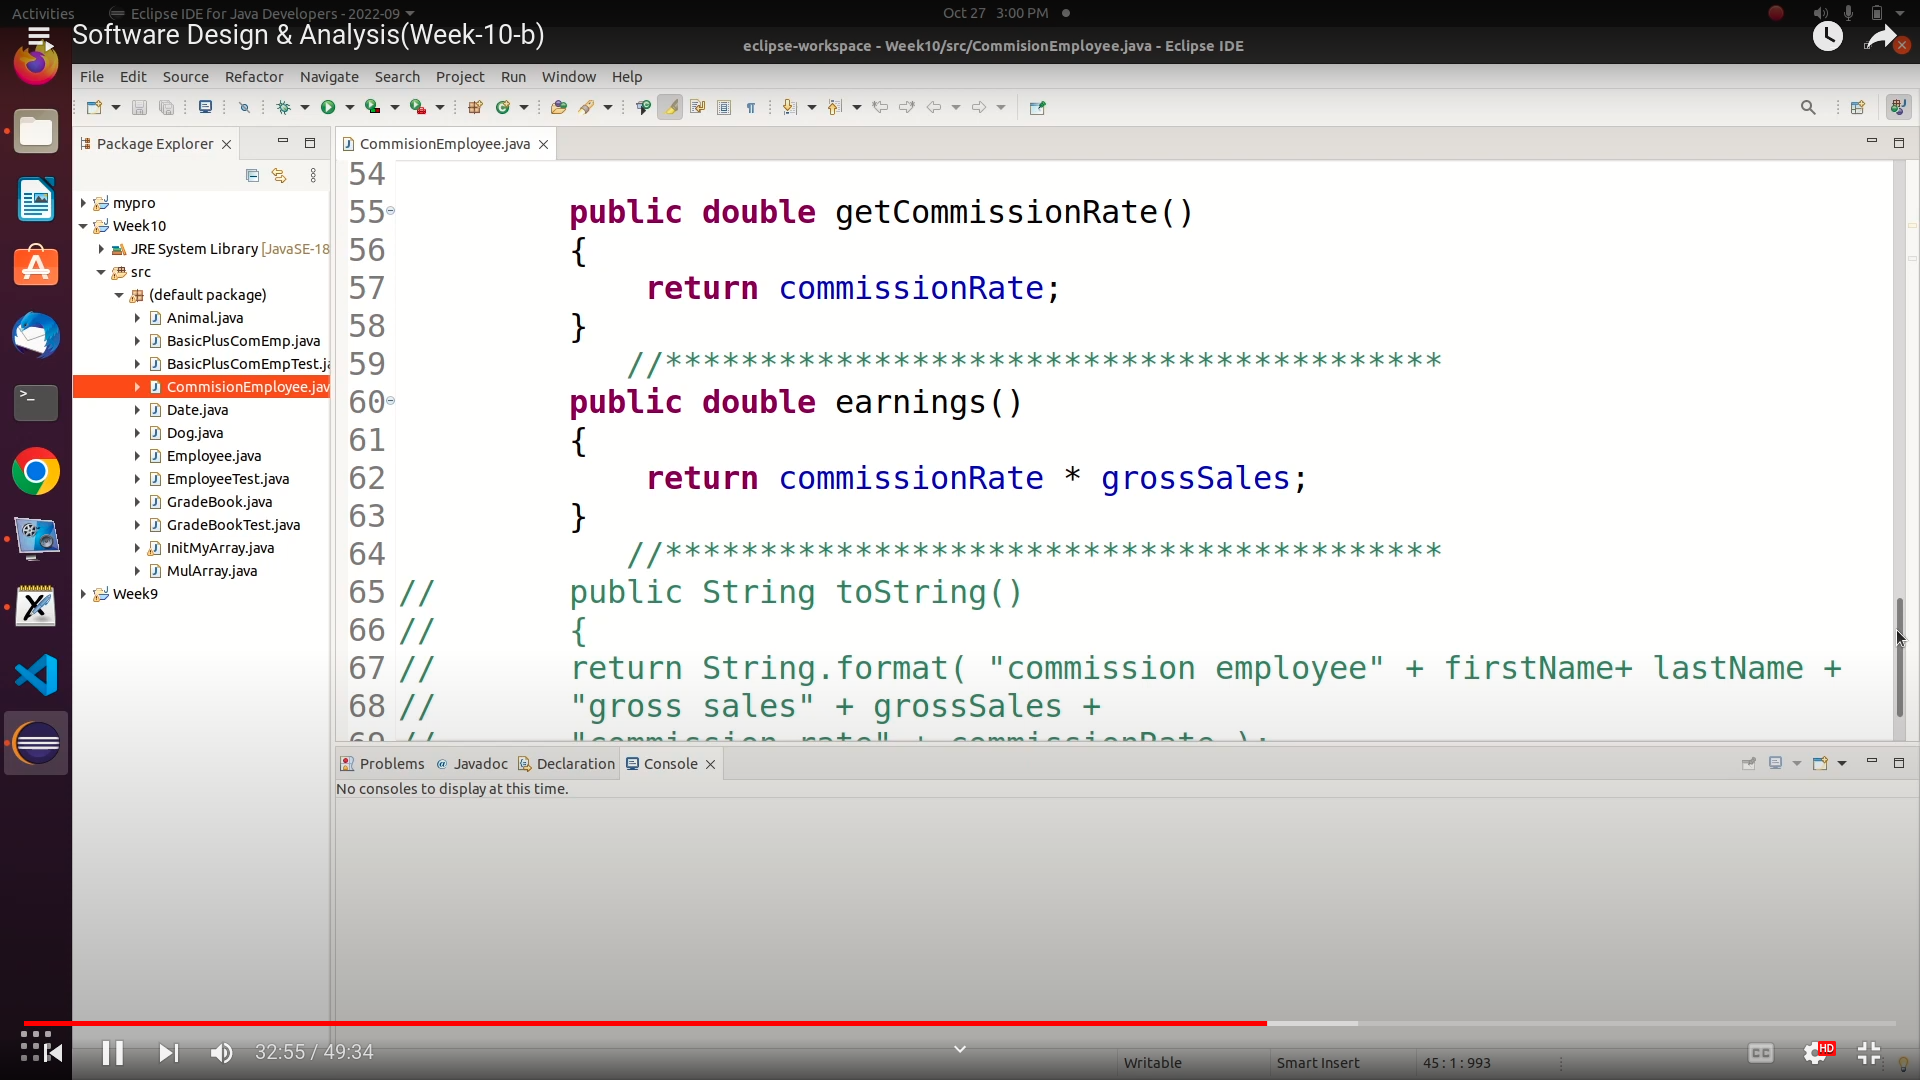 Activities
Eclipse IDE for Java Developers - 2022-09
Oct 27 3:00 PM
Software Design & Analysis(Week-10-b)
eclipse-workspace - Week10/src/CommisionEmployee.java - Eclipse IDE
File Edit Source Refactor Navigate Search Project Run Window Help
Package Explorer
CommisionEmployee.java
mypro
Week10
JRE System Library [JavaSE-18
src
(default package)
Animal.java
BasicPlusComEmp.java
BasicPlusComEmpTest.ja
CommisionEmployee.jav
Date.java
Dog.java
Employee.java
EmployeeTest.java
GradeBook.java
GradeBookTest.java
InitMyArray.java
MulArray.java
Week9
54
55 public double getCommissionRate()
56 {
57 return commissionRate;
58 }
59 //*****************************************
60 public double earnings()
61 {
62 return commissionRate * grossSales;
63 }
64 //*****************************************
65 // public String toString()
66 // {
67 // return String.format( "commission employee" + firstName+ lastName +
68 // "gross sales" + grossSales +
69 // "commission rate" + commissionRate );
Problems Javadoc Declaration Console
No consoles to display at this time.
32:55 / 49:34
CC
HD
Writable Smart Insert 45 : 1 : 993